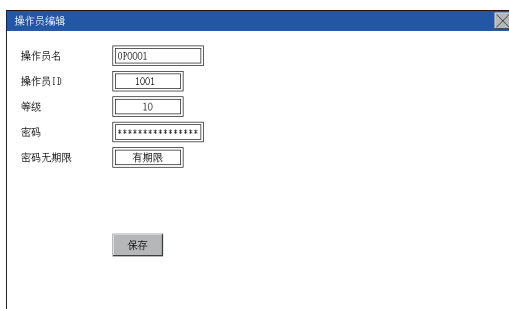 操作员编辑
操作员名 OP0001
操作员ID 1001
等级 10
密码 ****************
密码无期限 有期限
保存